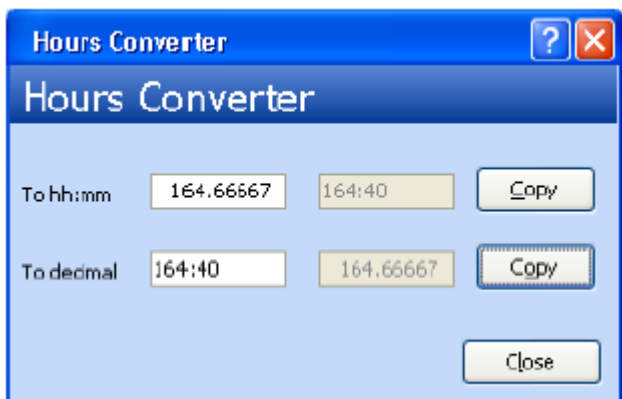 Hours Converter
Hours Converter
To hh:mm 164.66667 164:40 Copy
To decimal 164:40 164.66667 Copy
Close